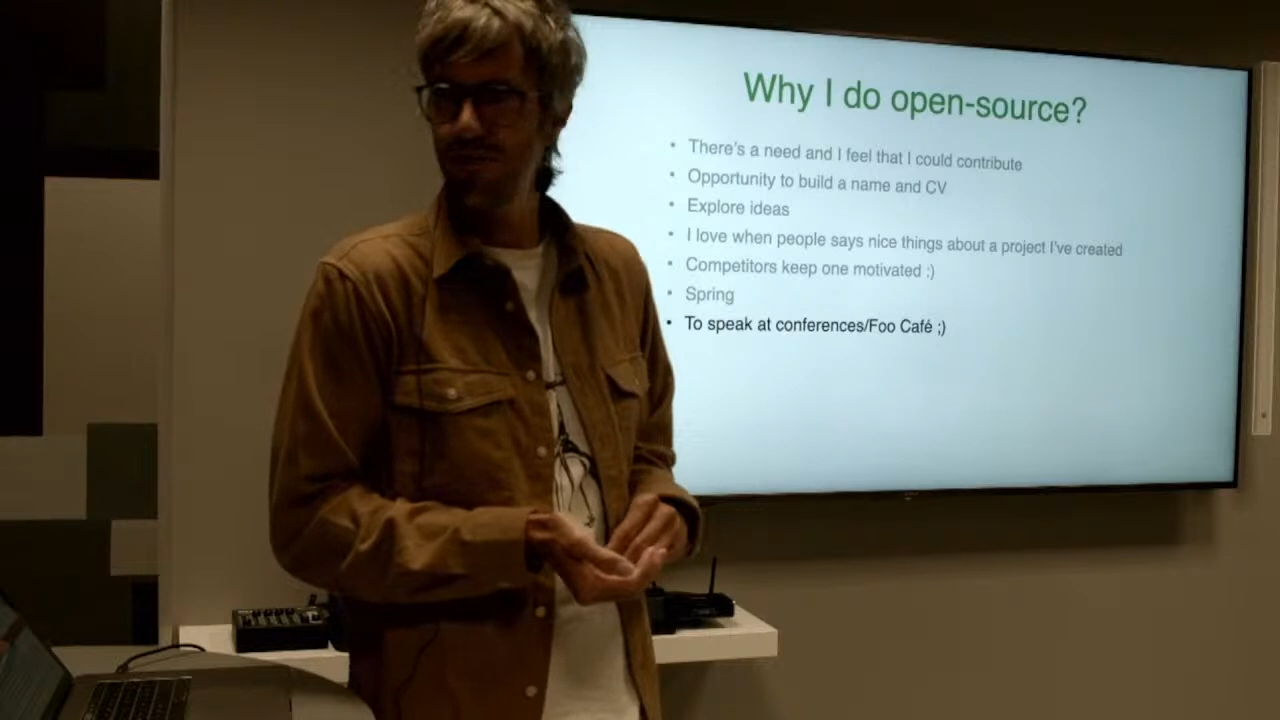 Why I do open-source?
• There's a need and I feel that I could contribute
• Opportunity to build a name and CV
• Explore ideas
• I love when people says nice things about a project I've created
• Competitors keep one motivated :)
• Spring
• To speak at conferences/Foo Café ;)